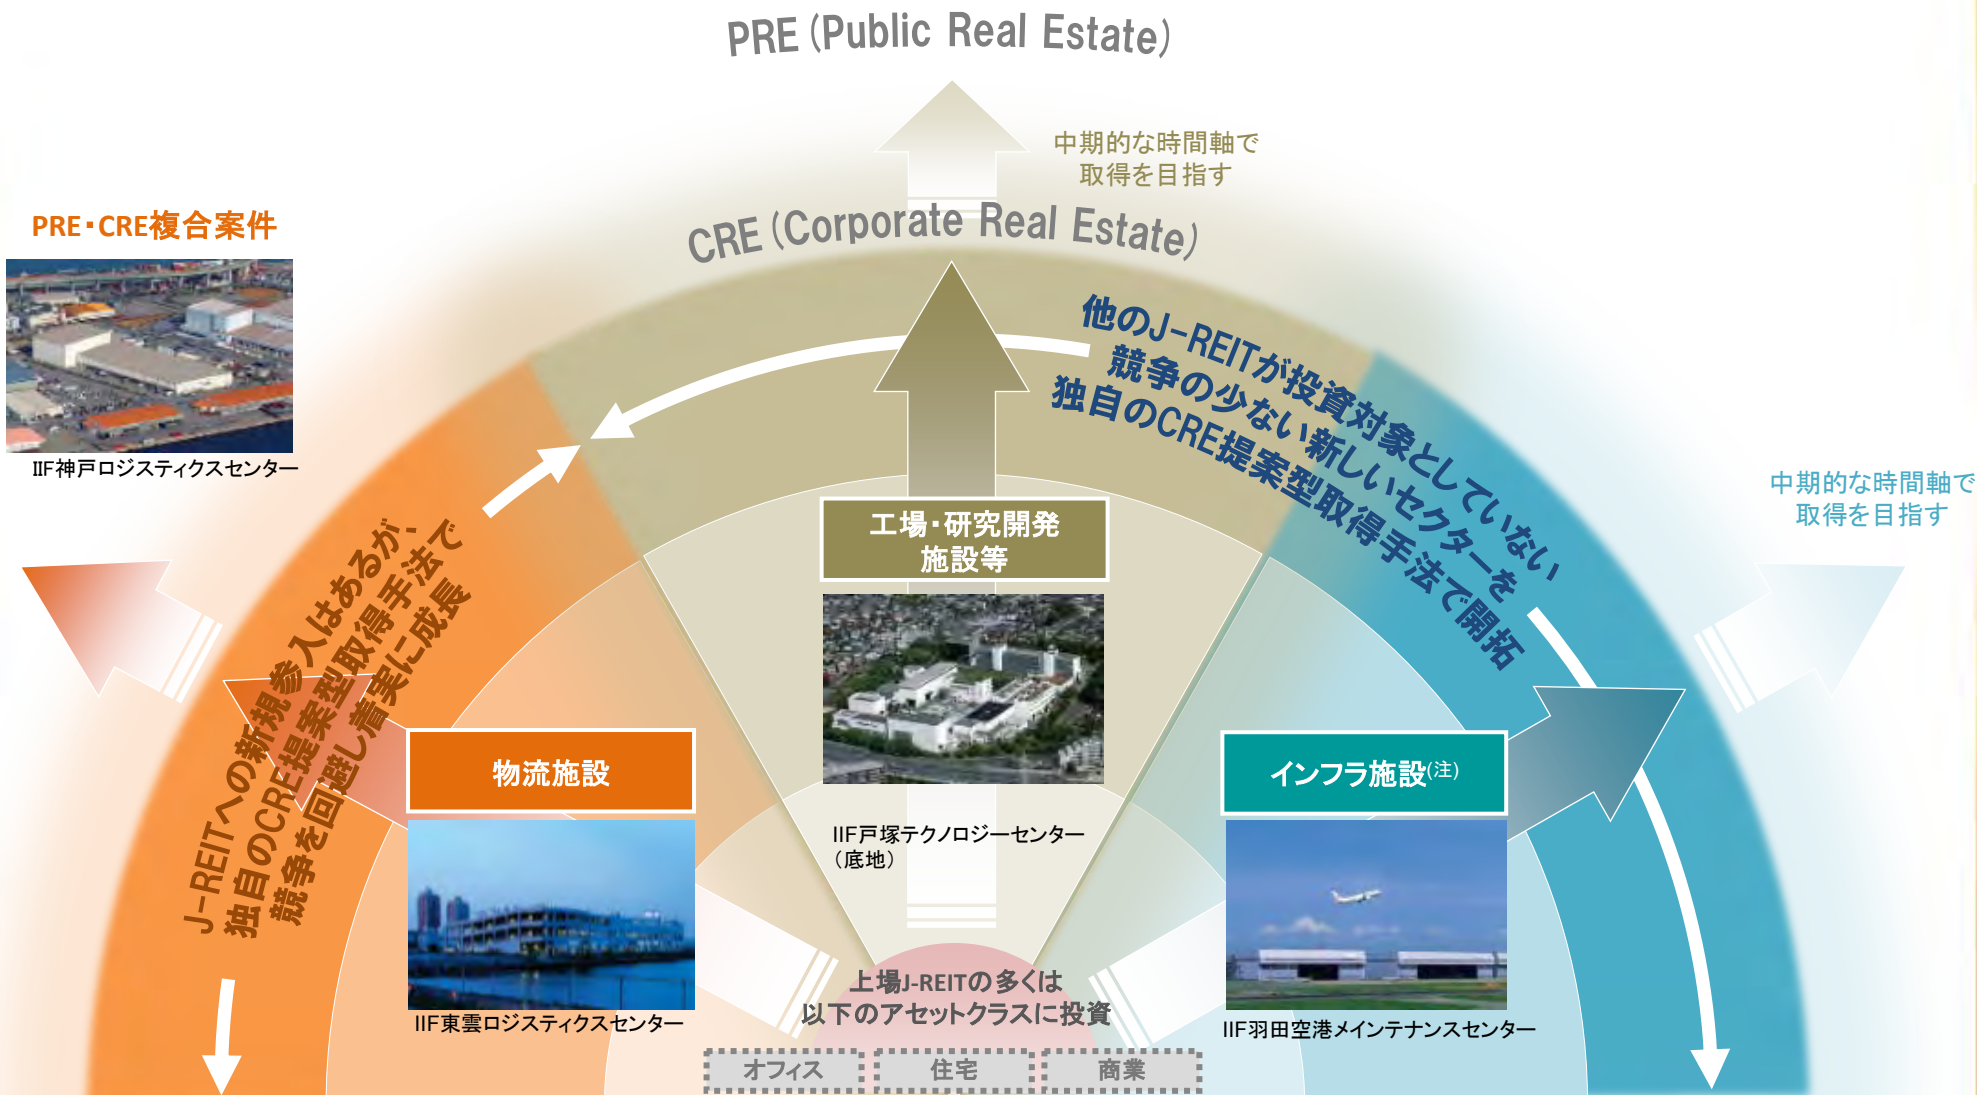 PRE (Public Real Estate)
中期的な時間軸で
取得を目指す
CRE (Corporate Real Estate)
PRE・CRE複合案件
IIF神戸ロジスティクスセンター
他のJ-REITが投資対象としていない
競争の少ない新しいセクターを
独自のCRE提案型取得手法で開拓
中期的な時間軸で
取得を目指す
J-REITへの新規参入はあるが、
独自のCRE提案型取得手法で
競争を回避し着実に成長
工場・研究開発
施設等
IIF戸塚テクノロジーセンター
（底地）
物流施設
IIF東雲ロジスティクスセンター
インフラ施設(注)
IIF羽田空港メインテナンスセンター
上場J-REITの多くは
以下のアセットクラスに投資
オフィス
住宅
商業